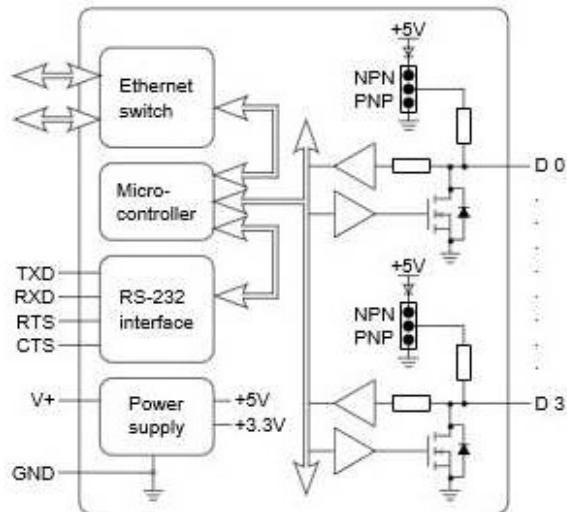 +5V
NPN
PNP
Ethernet
switch
D 0
Micro-
controller
TXD
RXD
RTS
CTS
RS-232
interface
+5V
NPN
PNP
V+
Power
supply
+5V
+3.3V
D 3
GND